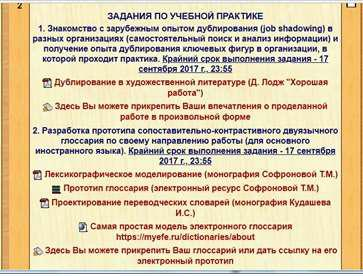 2
ЗАДАНИЯ ПО УЧЕБНОЙ ПРАКТИКЕ
1. Знакомство с зарубежным опытом дублирования (job shadowing) в
разных организациях (самостоятельный поиск и анализ информации) и
получение опыта дублирования ключевых фигур в организации, в
которой проходит практика. Крайний срок выполнения задания - 17
сентября 2017 г., 23:55
Дублирование в художественной литературе (Д. Лодж "Хорошая
работа")
Здесь Вы можете прикрепить Ваши впечатления о проделанной
работе в произвольной форме
2. Разработка прототипа сопоставительно-контрастивного двуязычного
глоссария по своему направлению работы (для основного
иностранного языка). Крайний срок выполнения задания - 17 сентября
2017 г., 23:55
Лексикографическое моделирование (монография Софроновой Т.М.)
Прототип глоссария (электронный ресурс Софроновой Т.М.)
Проектирование переводческих словарей (монография Кудашева
И.С.)
Самая простая модель электронного глоссария
https://myefe.ru/dictionaries/about
Здесь Вы можете прикрепить Ваш глоссарий или дать ссылку на его
электронный прототип